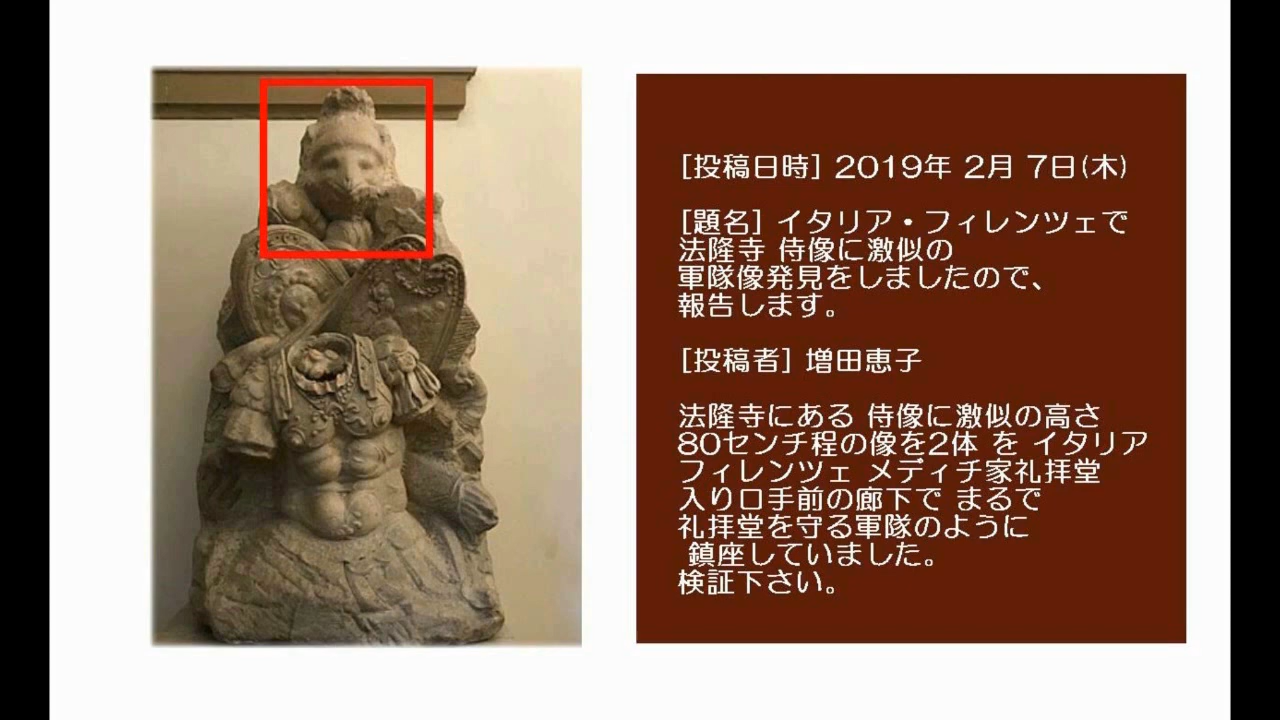 [投稿日時] 2019年 2月 7日(木)
[題名] イタリア・フィレンツェで
法隆寺 侍像に激似の
軍隊像発見をしましたので、
報告します。
[投稿者] 増田恵子
法隆寺にある 侍像に激似の高さ
80センチ程の像を2体 を イタリア
フィレンツェ メディチ家礼拝堂
入り口手前の廊下で まるで
礼拝堂を守る軍隊のように
鎮座していました。
検証下さい。